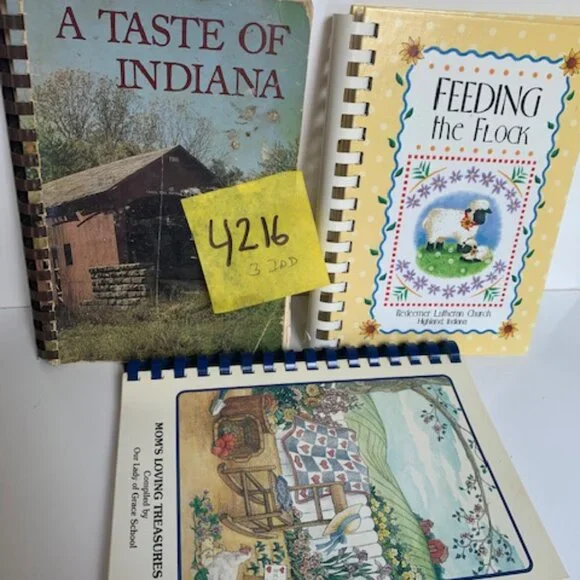 A TASTE OF
INDIANA
FEEDING
the FLOCK
Redeemer Lutheran Church
Highland, Indiana
4216
MOM'S LOVING TREASURES
Compiled by
Our Lady of Grace School